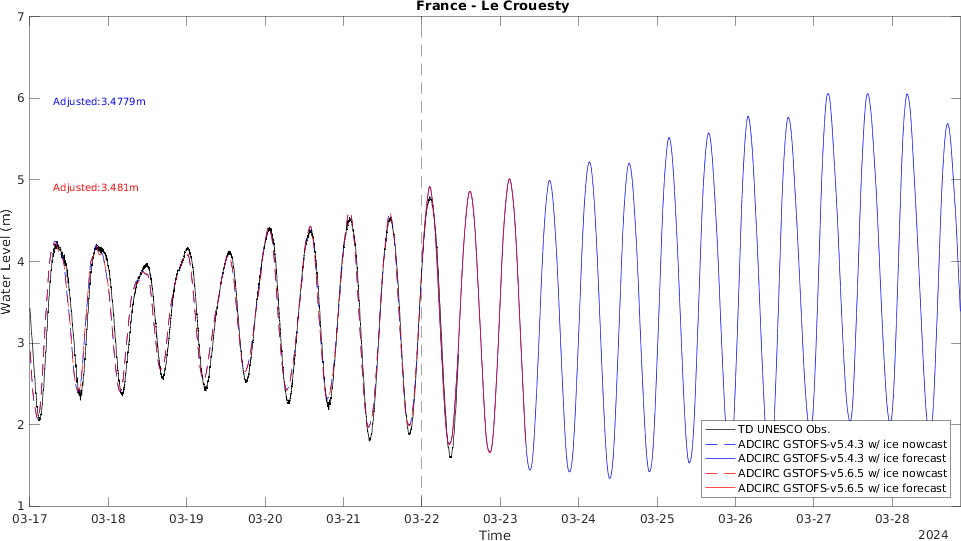 France - Le Crouesty
7
6
5
4
3
2
1
Water Level (m)
Adjusted:3.4779m
Adjusted:3.481m
TD UNESCO Obs.
ADCIRC GSTOFS-v5.4.3 w/ ice nowcast
ADCIRC GSTOFS-v5.4.3 w/ ice forecast
ADCIRC GSTOFS-v5.6.5 w/ ice nowcast
ADCIRC GSTOFS-v5.6.5 w/ ice forecast
03-17 03-18 03-19 03-20 03-21 03-22 03-23 03-24 03-25 03-26 03-27 03-28
Time
2024